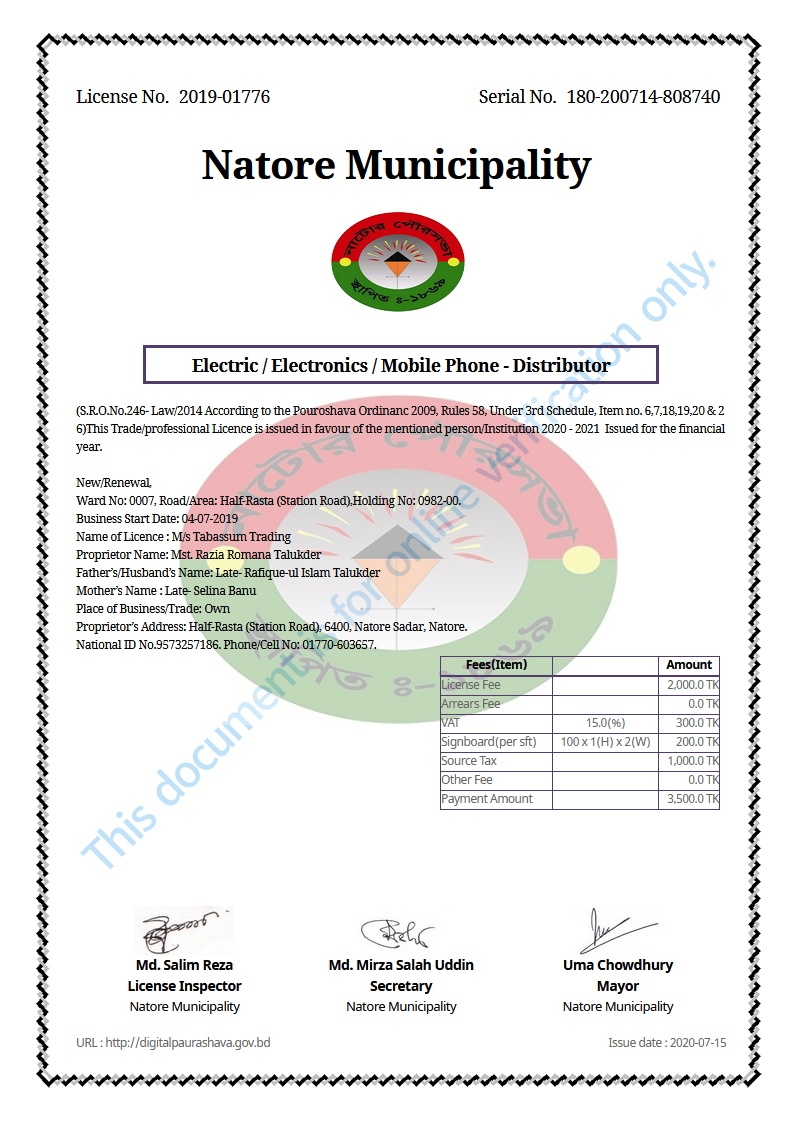 License No. 2019-01776
Serial No. 180-200714-808740
Natore Municipality
নাটোর পৌরসভা
স্থাপিত ঃ-১৮৬৯
Electric / Electronics / Mobile Phone - Distributor
(S.R.O.No.246- Law/2014 According to the Pouroshava Ordinanc 2009, Rules 58, Under 3rd Schedule, Item no. 6,7,18,19,20 & 2
6)This Trade/professional Licence is issued in favour of the mentioned person/Institution 2020 - 2021 Issued for the financial
year.
New/Renewal,
Ward No: 0007, Road/Area: Half-Rasta (Station Road),Holding No: 0982-00.
Business Start Date: 04-07-2019
Name of Licence : M/s Tabassum Trading
Proprietor Name: Mst. Razia Romana Talukder
Father's/Husband's Name: Late- Rafique-ul Islam Talukder
Mother's Name : Late- Selina Banu
Place of Business/Trade: Own
Proprietor's Address: Half-Rasta (Station Road), 6400, Natore Sadar, Natore.
National ID No.9573257186. Phone/Cell No: 01770-603657.
নাটোর পৌরসভা
স্থাপিত ঃ-১৮৬৯
This document is for online verification only.
Fees(Item) Amount
License Fee 2,000.0 TK
Arrears Fee 0.0 TK
VAT 15.0(%) 300.0 TK
Signboard(per sft) 100 x 1(H) x 2(W) 200.0 TK
Source Tax 1,000.0 TK
Other Fee 0.0 TK
Payment Amount 3,500.0 TK
Md. Salim Reza
License Inspector
Natore Municipality
Md. Mirza Salah Uddin
Secretary
Natore Municipality
Uma Chowdhury
Mayor
Natore Municipality
URL : http://digitalpaurashava.gov.bd
Issue date : 2020-07-15